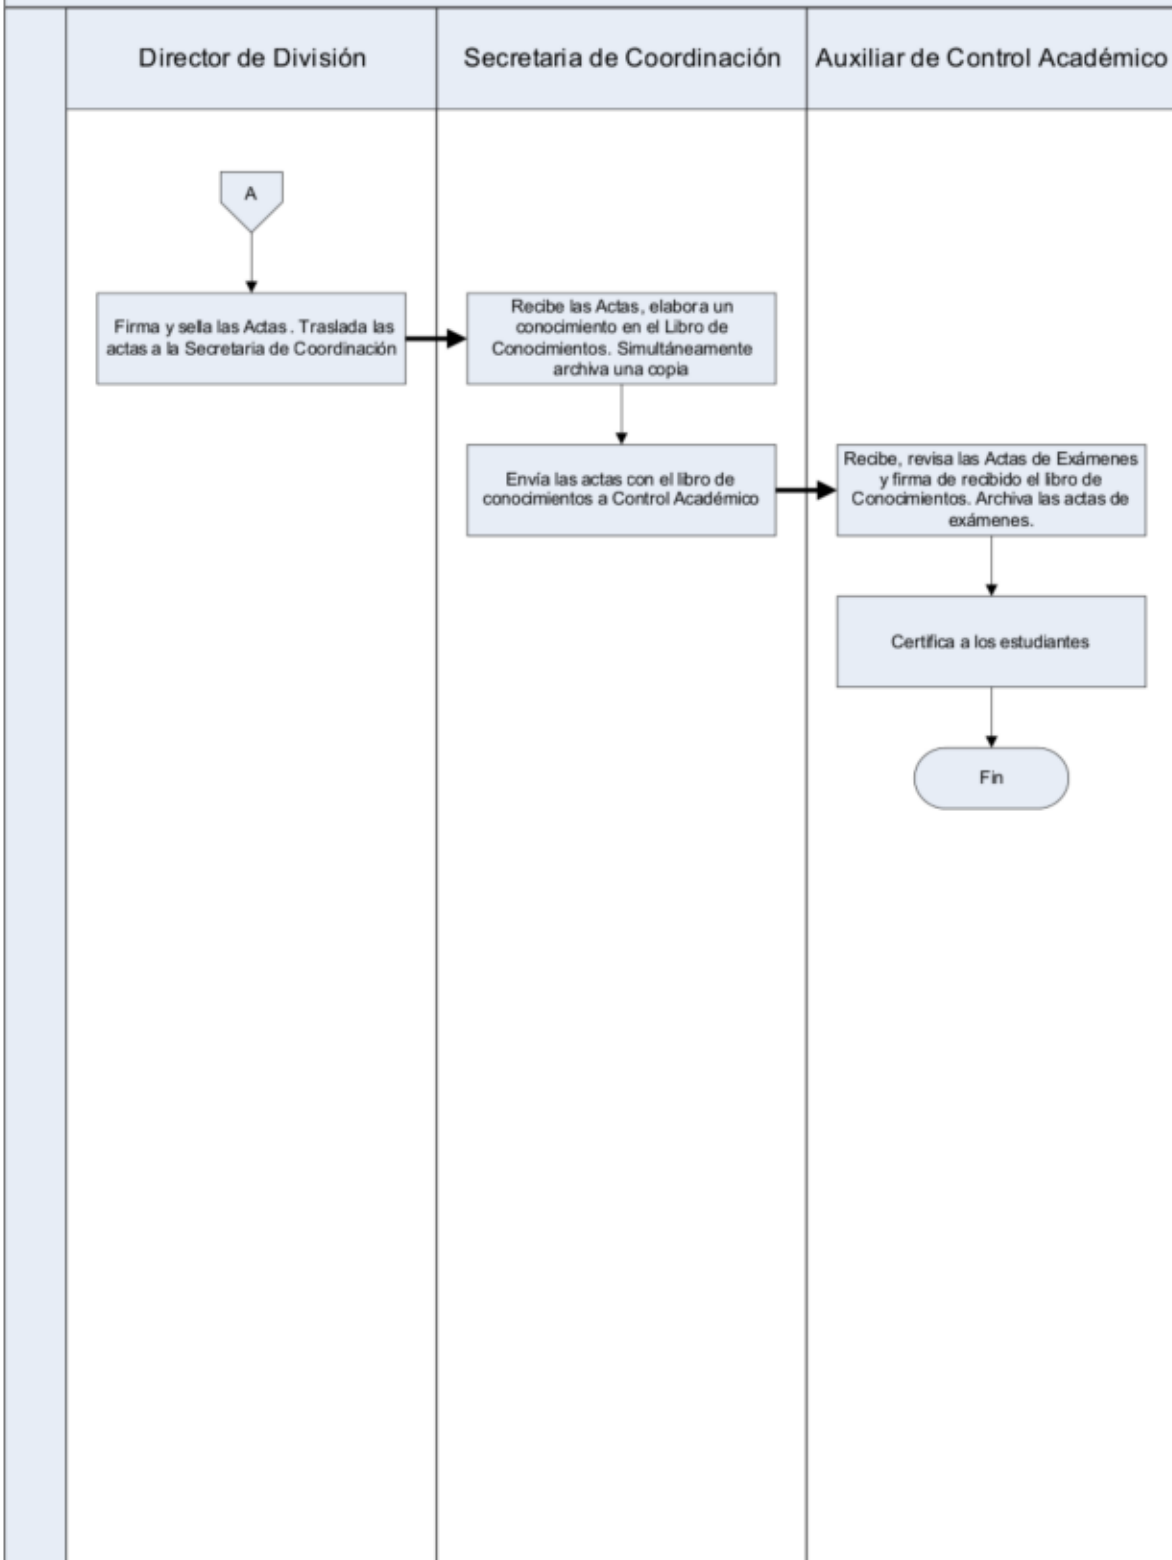 Director de División
Secretaria de Coordinación
Auxiliar de Control Académico
A
Firma y sella las Actas . Traslada las
actas a la Secretaria de Coordinación
Recibe las Actas, elabora un
conocimiento en el Libro de
Conocimientos. Simultáneamente
archiva una copia
Envía las actas con el libro de
conocimientos a Control Académico
Recibe, revisa las Actas de Exámenes
y firma de recibido el libro de
Conocimientos. Archiva las actas de
exámenes.
Certifica a los estudiantes
Fin